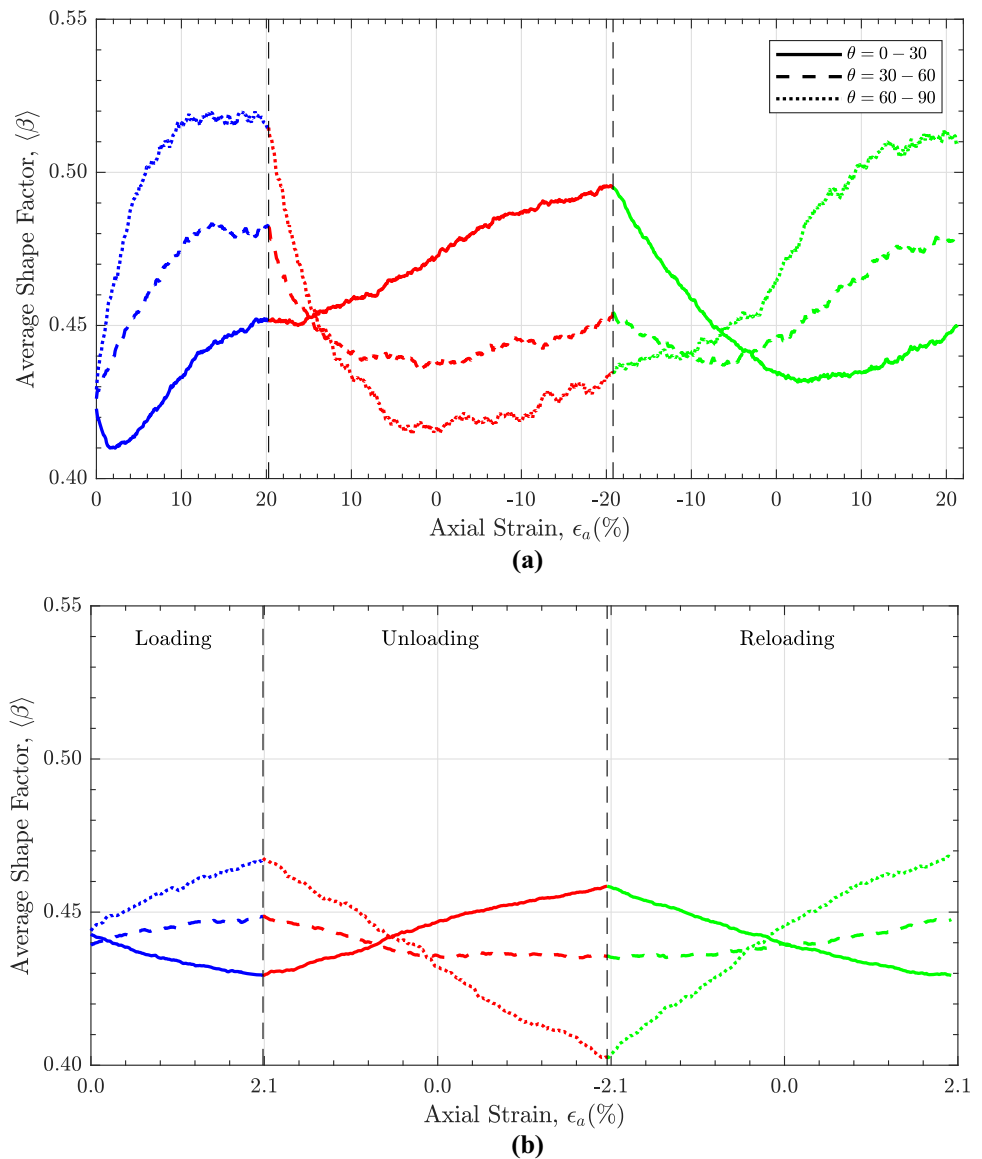 0.55
0.50
0.45
0.40
Average Shape Factor, ⟨β⟩
θ = 0 − 30
θ = 30 − 60
θ = 60 − 90
0 10 20 10 0 -10 -20 -10 0 10 20
Axial Strain, ϵa(%)
(a)
0.55
0.50
0.45
0.40
Average Shape Factor, ⟨β⟩
Loading Unloading Reloading
0.0 2.1 0.0 -2.1 0.0 2.1
Axial Strain, ϵa(%)
(b)